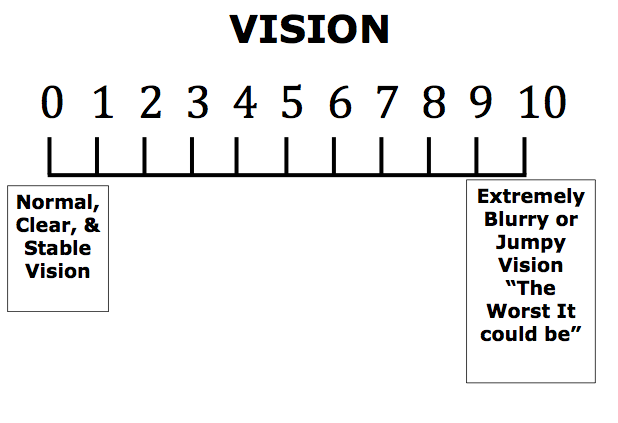 VISION
0 1 2 3 4 5 6 7 8 9 10
Normal,
Clear, &
Stable
Vision
Extremely
Blurry or
Jumpy
Vision
“The
Worst It
could be”